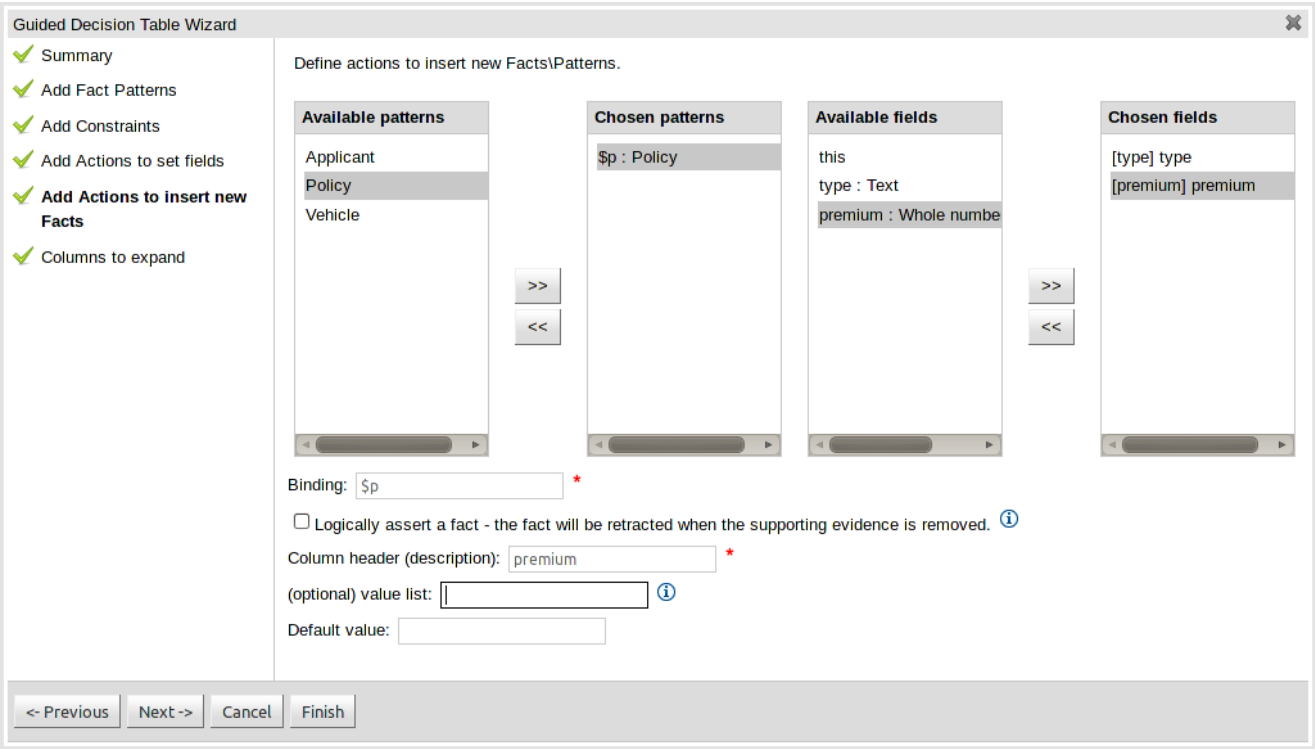 Guided Decision Table Wizard
Summary
Add Fact Patterns
Add Constraints
Add Actions to set fields
Add Actions to insert new
Facts
Columns to expand
Define actions to insert new Facts\Patterns.
Available patterns
Applicant
Policy
Vehicle
>>
<<
Chosen patterns
$p : Policy
Available fields
this
type : Text
premium : Whole numbe
>>
<<
Chosen fields
[type] type
[premium] premium
Binding: $p *
Logically assert a fact - the fact will be retracted when the supporting evidence is removed.
Column header (description): premium *
(optional) value list:
Default value:
<- Previous
Next ->
Cancel
Finish